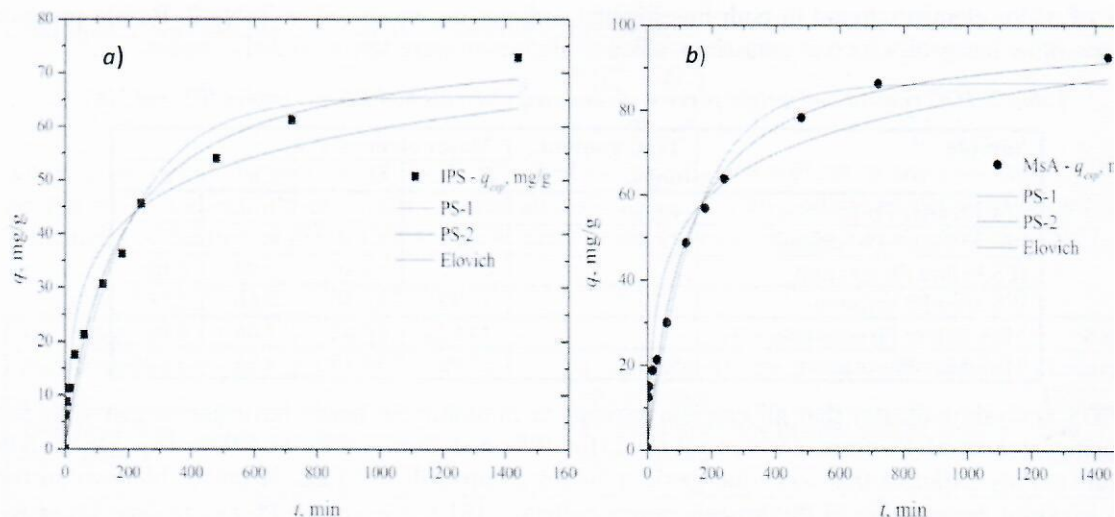 a)
80
70
60
50
40
30
20
10
0
q, mg/g
IPS - q_exp, mg/g
PS-1
PS-2
Elovich
0 200 400 600 800 1000 1200 1400 160
t, min
b)
100
80
60
40
20
0
q, mg/g
MsA - q_exp, m
PS-1
PS-2
Elovich
0 200 400 600 800 1000 1200 1400
t, min